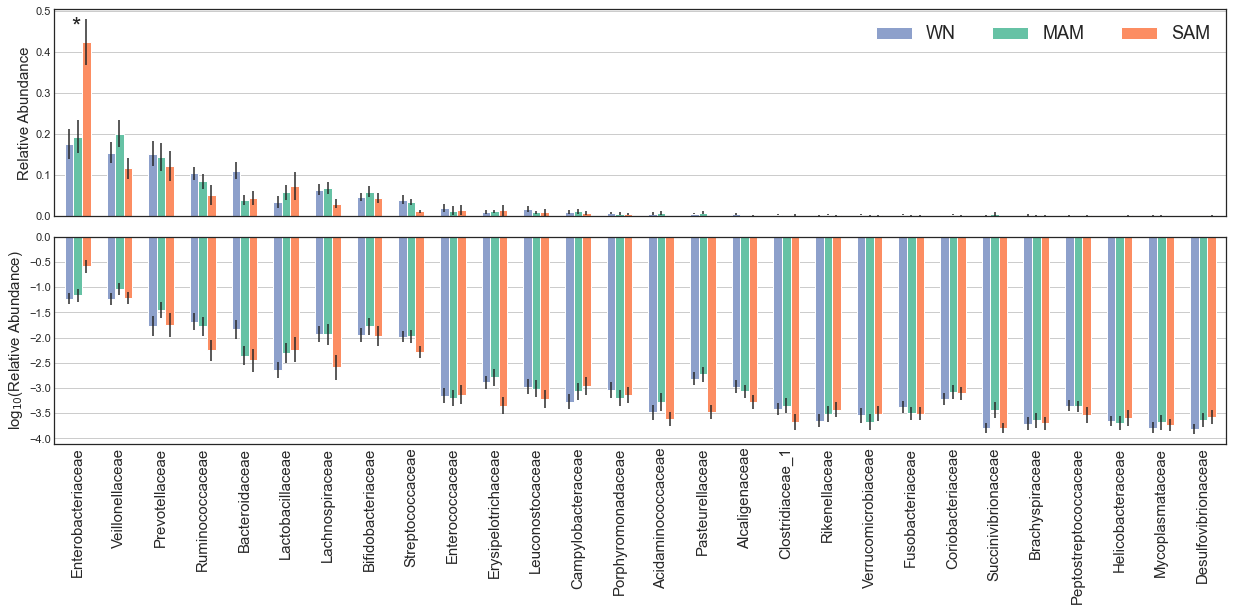 0.5
0.4
0.3
0.2
0.1
0.0
Relative Abundance
*
WN MAM SAM
0.0
−0.5
−1.0
−1.5
−2.0
−2.5
−3.0
−3.5
−4.0
log10(Relative Abundance)
Enterobacteriaceae
Veillonellaceae
Prevotellaceae
Ruminococcaceae
Bacteroidaceae
Lactobacillaceae
Lachnospiraceae
Bifidobacteriaceae
Streptococcaceae
Enterococcaceae
Erysipelotrichaceae
Leuconostocaceae
Campylobacteraceae
Porphyromonadaceae
Acidaminococcaceae
Pasteurellaceae
Alcaligenaceae
Clostridiaceae_1
Rikenellaceae
Verrucomicrobiaceae
Fusobacteriaceae
Coriobacteriaceae
Succinivibrionaceae
Brachyspiraceae
Peptostreptococcaceae
Helicobacteraceae
Mycoplasmataceae
Desulfovibrionaceae